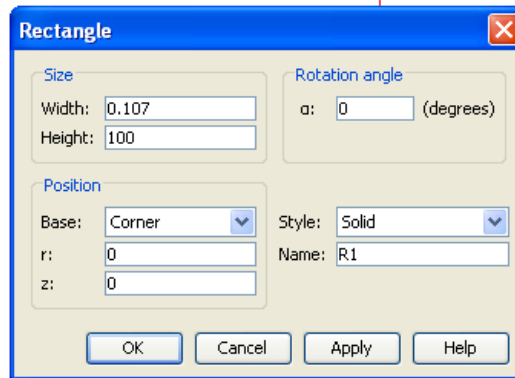 Rectangle
Size
Width: 0.107
Height: 100
Rotation angle
α: 0 (degrees)
Position
Base: Corner
r: 0
z: 0
Style: Solid
Name: R1
OK Cancel Apply Help